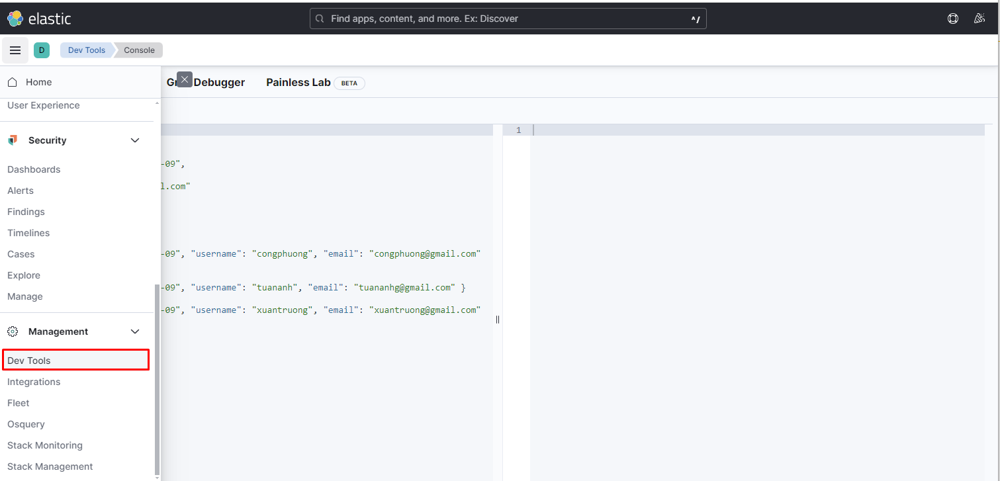 elastic
Find apps, content, and more. Ex: Discover ^/
D Dev Tools Console
Home
Debugger Painless Lab BETA
User Experience
1
Security
-09",
Dashboards
l.com"
Alerts
Findings
Timelines
Cases
-09", "username": "congphuong", "email": "congphuong@gmail.com"
Explore
-09", "username": "tuananh", "email": "tuananhg@gmail.com" }
Manage
-09", "username": "xuantruong", "email": "xuantruong@gmail.com"
Management
Dev Tools
Integrations
Fleet
Osquery
Stack Monitoring
Stack Management